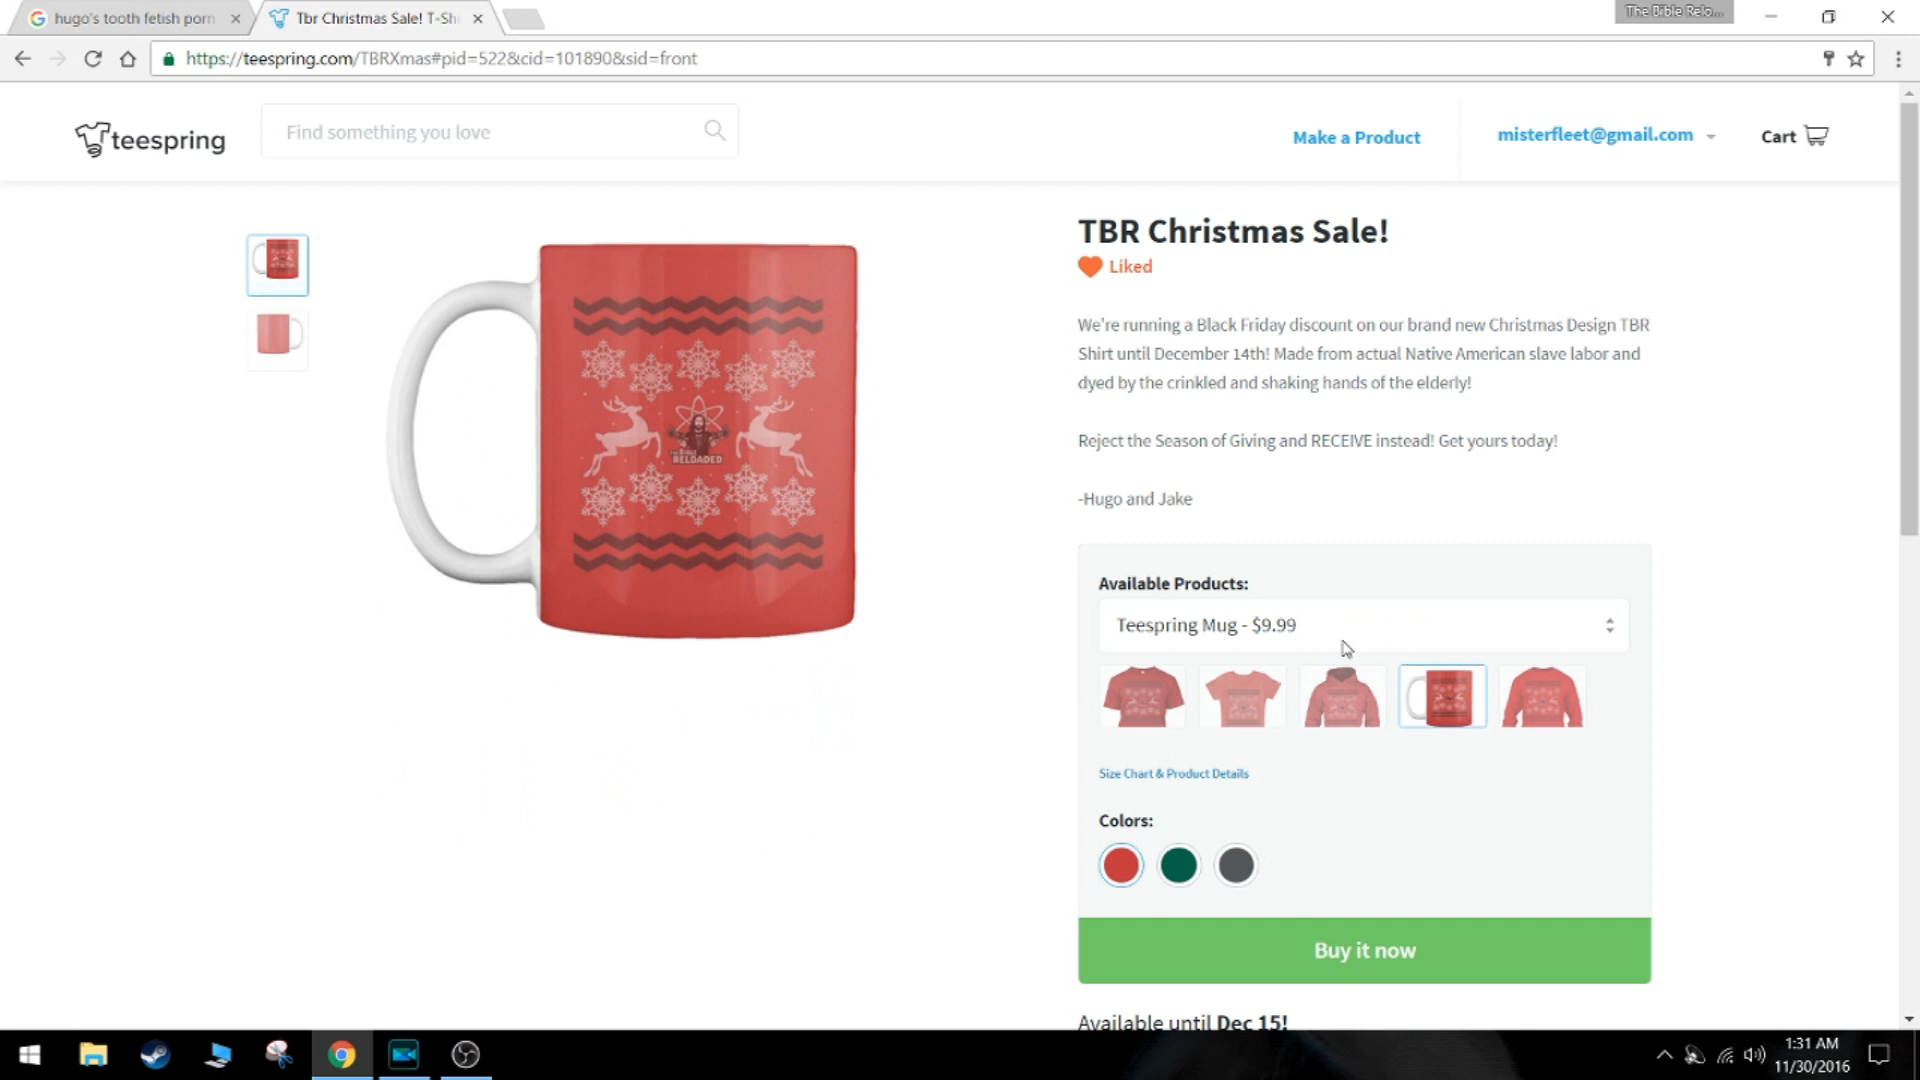 hugo's tooth fetish porn
Tbr Christmas Sale! T-Shi
The Bible Relo...
https://teespring.com/TBRXmas#pid=522&cid=101890&sid=front
teespring
Find something you love
Make a Product
misterfleet@gmail.com
Cart
TBR Christmas Sale!
Liked
We're running a Black Friday discount on our brand new Christmas Design TBR
Shirt until December 14th! Made from actual Native American slave labor and
dyed by the crinkled and shaking hands of the elderly!
Reject the Season of Giving and RECEIVE instead! Get yours today!
-Hugo and Jake
THE BIBLE
RELOADED
Available Products:
Teespring Mug - $9.99
Size Chart & Product Details
Colors:
Buy it now
Available until Dec 15!
1:31 AM
11/30/2016